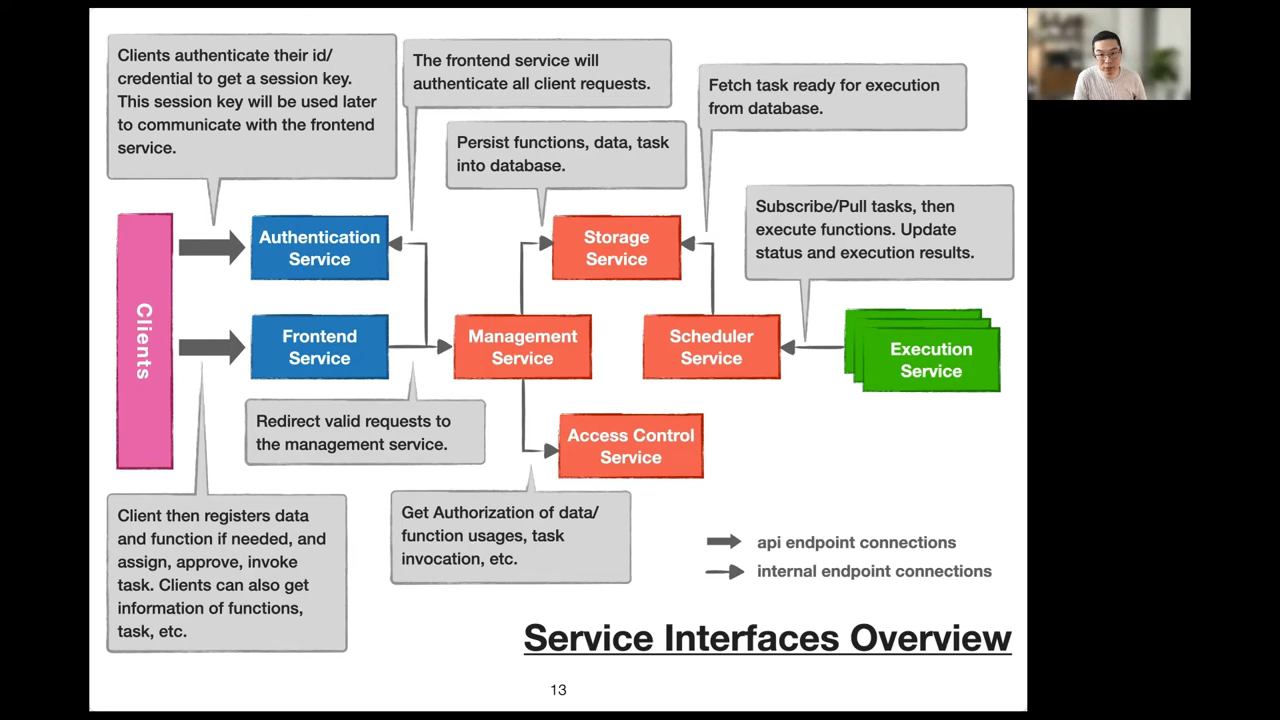 Clients authenticate their id/
credential to get a session key.
This session key will be used later
to communicate with the frontend
service.
The frontend service will
authenticate all client requests.
Fetch task ready for execution
from database.
Persist functions, data, task
into database.
Subscribe/Pull tasks, then
execute functions. Update
status and execution results.
Clients
Authentication
Service
Storage
Service
Frontend
Service
Management
Service
Scheduler
Service
Execution
Service
Redirect valid requests to
the management service.
Access Control
Service
Client then registers data
and function if needed, and
assign, approve, invoke
task. Clients can also get
information of functions,
task, etc.
Get Authorization of data/
function usages, task
invocation, etc.
api endpoint connections
internal endpoint connections
Service Interfaces Overview
13